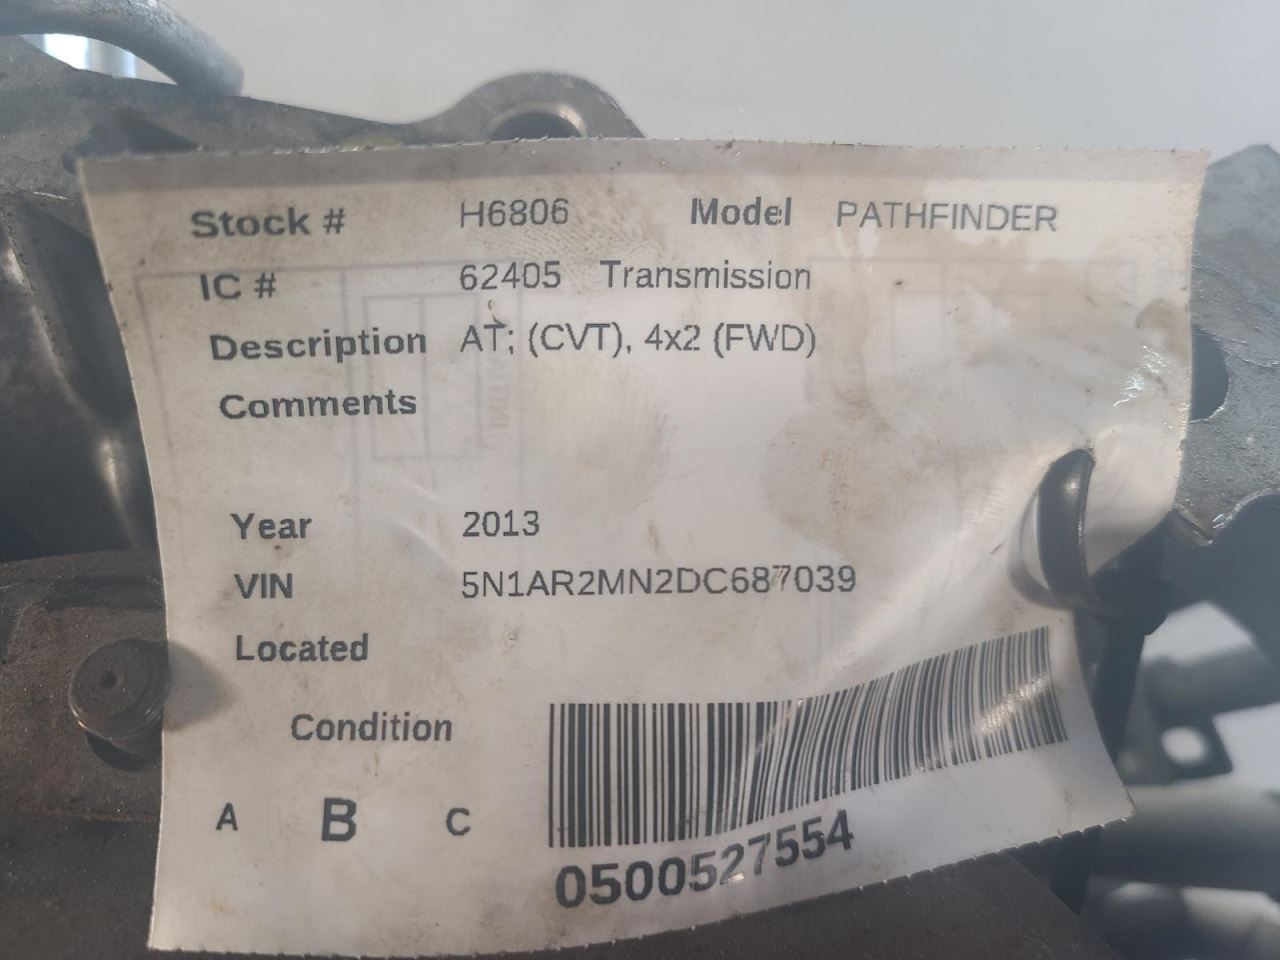 Stock # H6806 Model PATHFINDER
IC # 62405 Transmission
Description AT; (CVT), 4x2 (FWD)
Comments
Year 2013
VIN 5N1AR2MN2DC687039
Located
Condition
A B C
0500527554